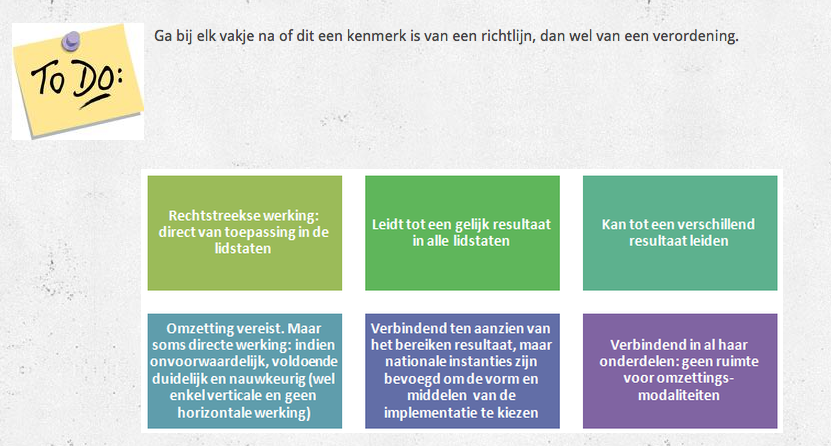 To Do:
Ga bij elk vakje na of dit een kenmerk is van een richtlijn, dan wel van een verordening.
Rechtstreekse werking:
direct van toepassing in de
lidstaten
Leidt tot een gelijk resultaat
in alle lidstaten
Kan tot een verschillend
resultaat leiden
Omzetting vereist. Maar
soms directe werking: indien
onvoorwaardelijk, voldoende
duidelijk en nauwkeurig (wel
enkel verticale en geen
horizontale werking)
Verbindend ten aanzien van
het bereiken resultaat, maar
nationale instanties zijn
bevoegd om de vorm en
middelen van de
implementatie te kiezen
Verbindend in al haar
onderdelen: geen ruimte
voor omzettings-
modaliteiten